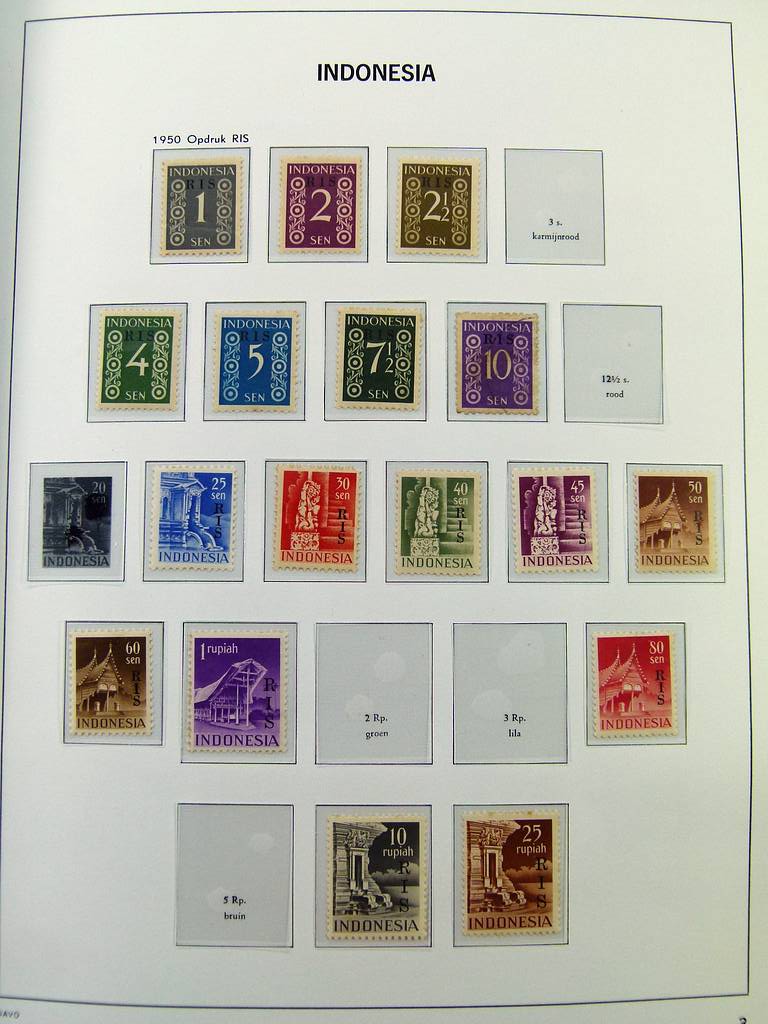 INDONESIA
1950 Opdruk RIS
INDONESIA
RIS
1
SEN
INDONESIA
RIS
2
SEN
INDONESIA
RIS
2½
SEN
3 s.
karmijnrood
INDONESIA
RIS
4
SEN
INDONESIA
RIS
5
SEN
INDONESIA
RIS
7½
SEN
INDONESIA
RIS
10
SEN
12½ s.
rood
20
sen
INDONESIA
25
sen
RIS
INDONESIA
30
sen
RIS
INDONESIA
40
sen
RIS
INDONESIA
45
sen
RIS
INDONESIA
50
sen
RIS
INDONESIA
60
sen
RIS
INDONESIA
1 rupiah
RIS
INDONESIA
2 Rp.
groen
3 Rp.
lila
80
sen
RIS
INDONESIA
5 Rp.
bruin
10
rupiah
RIS
INDONESIA
25
rupiah
RIS
INDONESIA